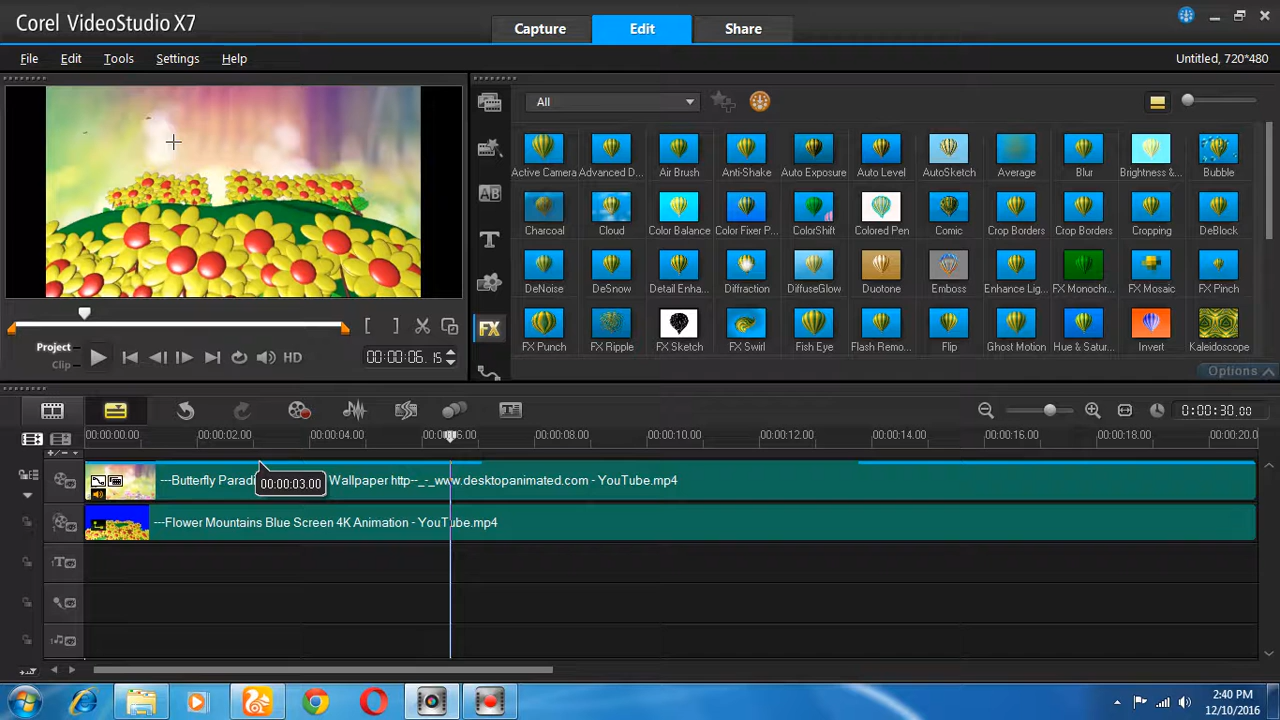 Corel VideoStudio X7
Capture
Edit
Share
File
Edit
Tools
Settings
Help
Untitled, 720*480
All
Active Camera
Advanced D...
Air Brush
Anti-Shake
Auto Exposure
Auto Level
AutoSketch
Average
Blur
Brightness &...
Bubble
Charcoal
Cloud
Color Balance
Color Fixer P...
ColorShift
Colored Pen
Comic
Crop Borders
Crop Borders
Cropping
DeBlock
DeNoise
DeSnow
Detail Enha...
Diffraction
DiffuseGlow
Duotone
Emboss
Enhance Lig...
FX Monochr...
FX Mosaic
FX Pinch
FX Punch
FX Ripple
FX Sketch
FX Swirl
Fish Eye
Flash Remo...
Flip
Ghost Motion
Hue & Satur...
Invert
Kaleidoscope
AB
T
FX
Project
Clip
HD
00:00:06. 15
Options
0:00:30.00
00:00:00.00
00:00:02.00
00:00:04.00
00:00:06.00
00:00:08.00
00:00:10.00
00:00:12.00
00:00:14.00
00:00:16.00
00:00:18.00
00:00:20.0
---Butterfly Parad
Wallpaper http--_-_www.desktopanimated.com - YouTube.mp4
00:00:03.00
---Flower Mountains Blue Screen 4K Animation - YouTube.mp4
1T
2:40 PM
12/10/2016